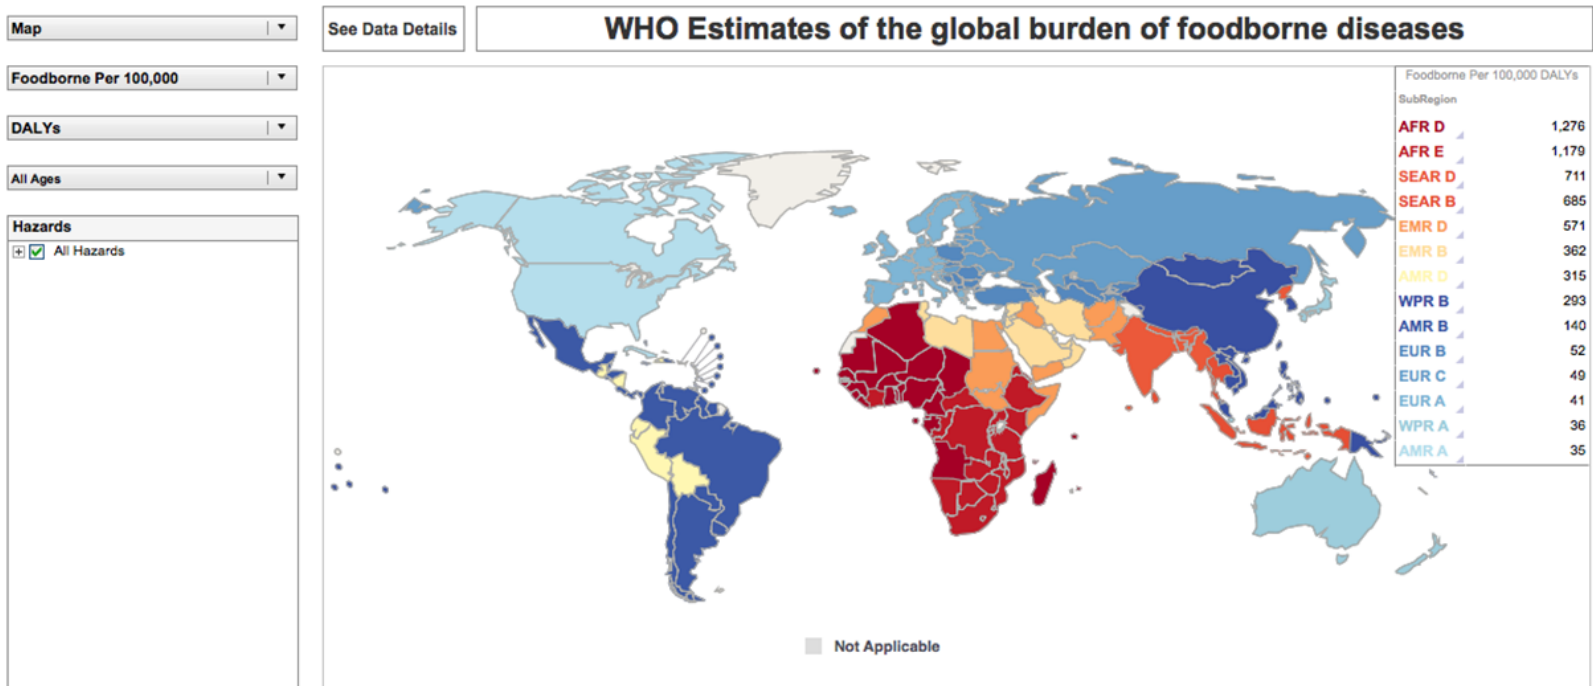 Map
Foodborne Per 100,000
DALYs
All Ages
Hazards
All Hazards
See Data Details
WHO Estimates of the global burden of foodborne diseases
Foodborne Per 100,000 DALYs
SubRegion
AFR D 1,276
AFR E 1,179
SEAR D 711
SEAR B 685
EMR D 571
EMR B 362
AMR D 315
WPR B 293
AMR B 140
EUR B 52
EUR C 49
EUR A 41
WPR A 36
AMR A 35
Not Applicable